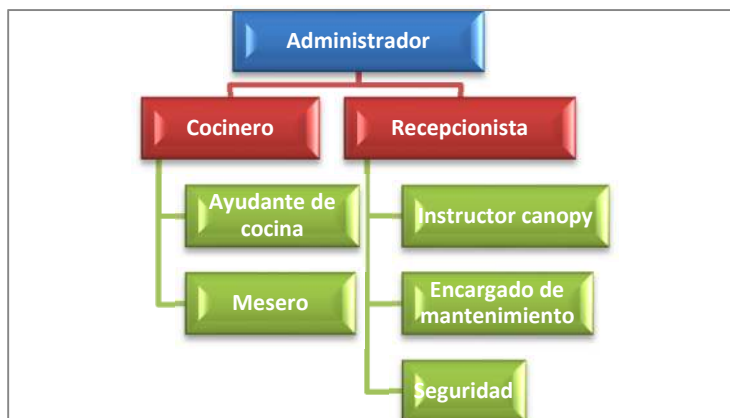 Administrador
Cocinero
Recepcionista
Ayudante de
cocina
Instructor canopy
Mesero
Encargado de
mantenimiento
Seguridad